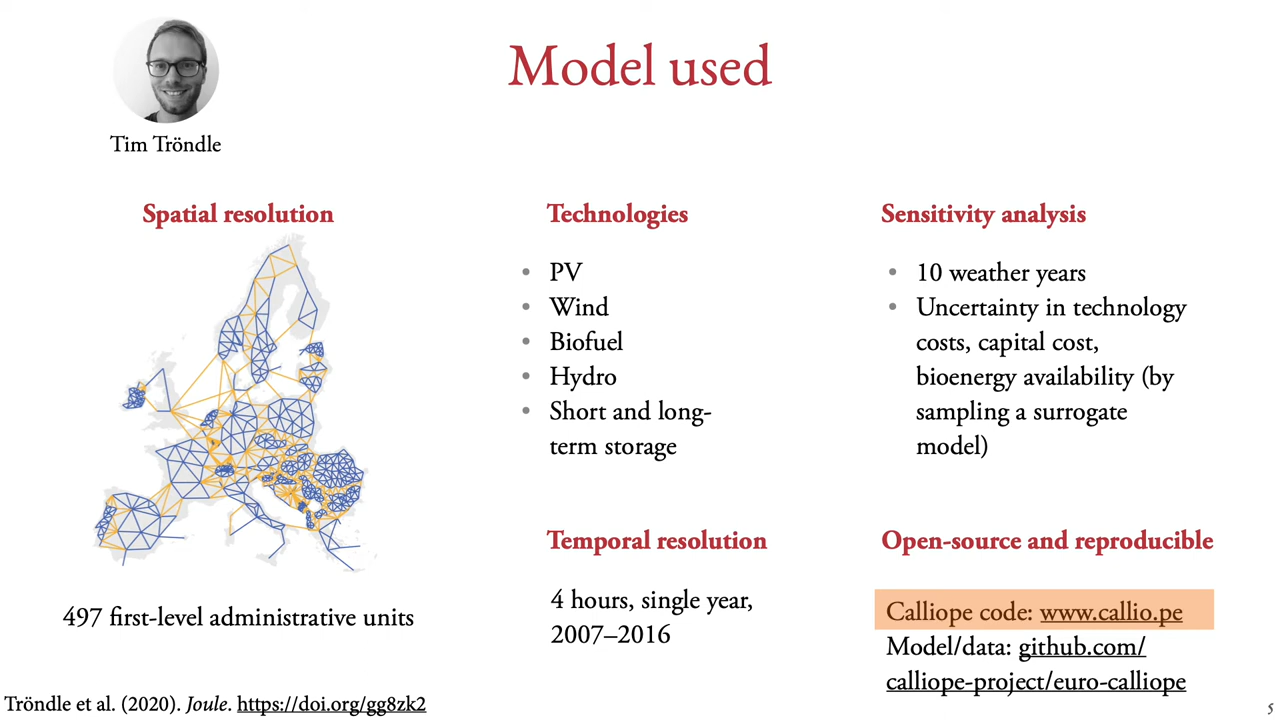 Model used
Tim Tröndle
Spatial resolution
497 first-level administrative units
Technologies
• PV
• Wind
• Biofuel
• Hydro
• Short and long-
term storage
Temporal resolution
4 hours, single year,
2007–2016
Sensitivity analysis
• 10 weather years
• Uncertainty in technology
costs, capital cost,
bioenergy availability (by
sampling a surrogate
model)
Open-source and reproducible
Calliope code: www.callio.pe
Model/data: github.com/
calliope-project/euro-calliope
Tröndle et al. (2020). Joule. https://doi.org/gg8zk2
5